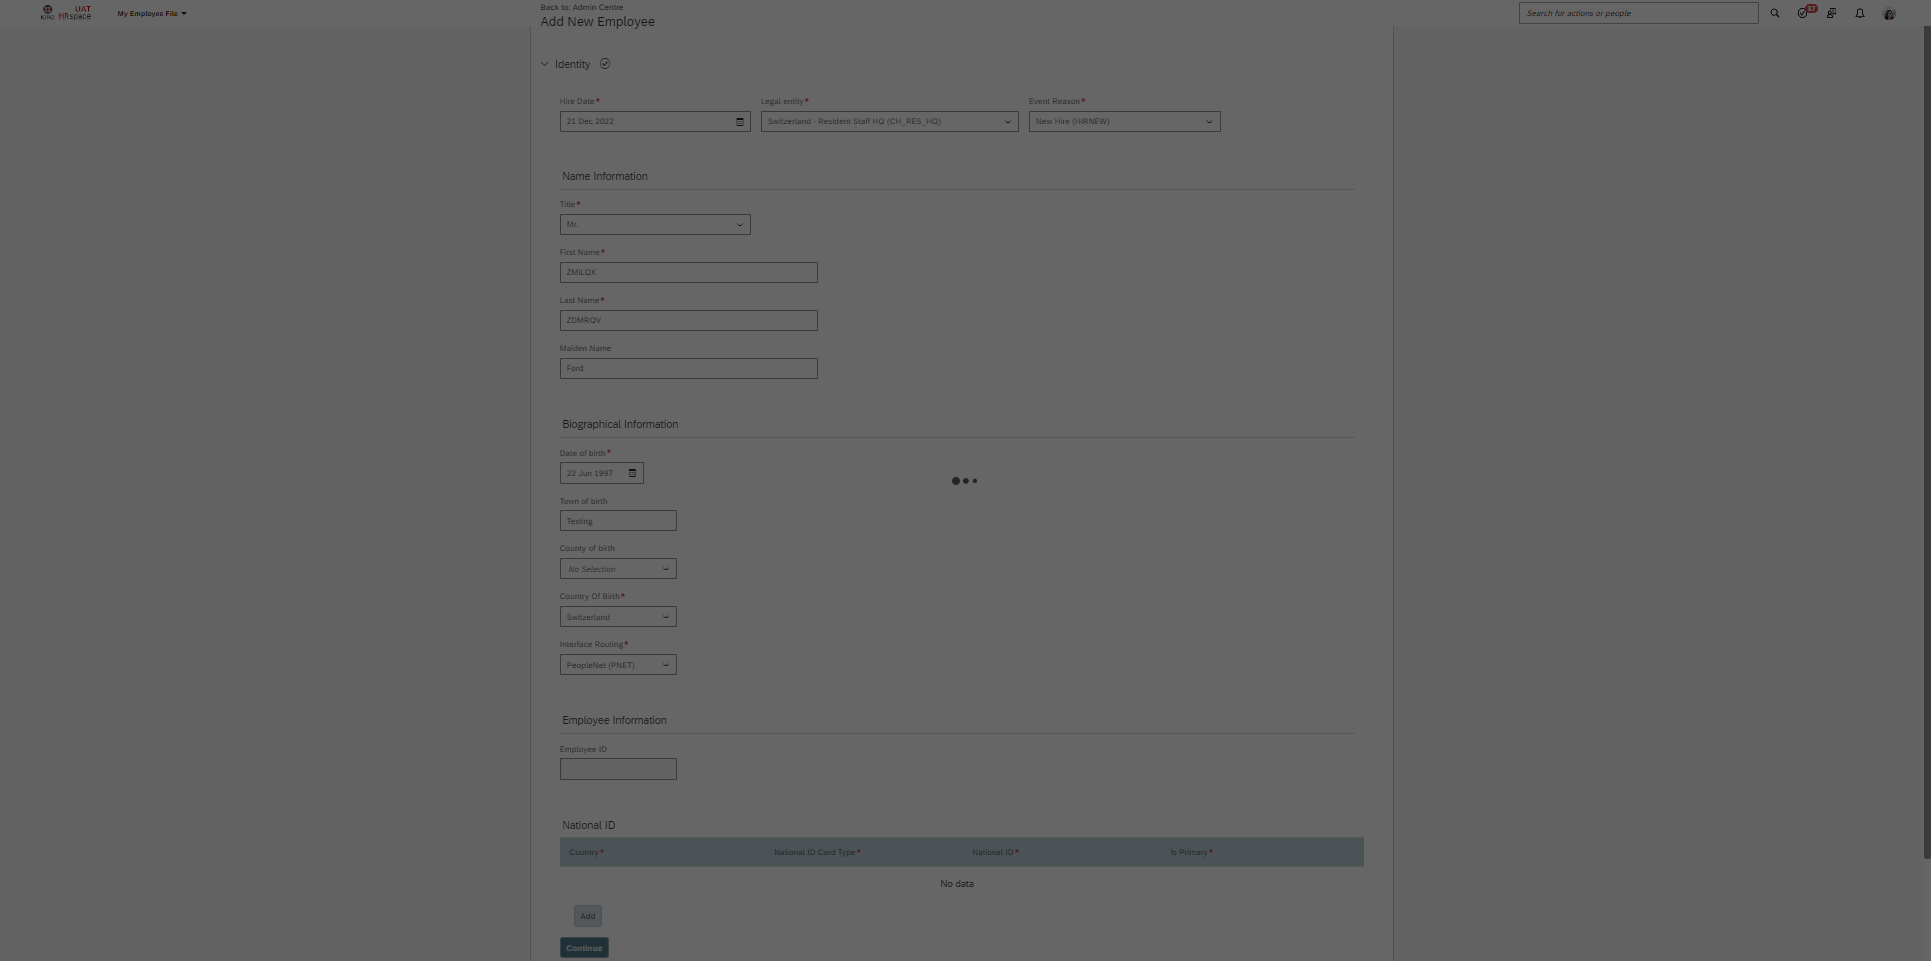 ICRC
UAT
HRspace
My Employee File
Back to: Admin Centre
Add New Employee
Search for actions or people
37
Identity
Hire Date*
Legal entity*
Event Reason*
21 Dec 2022
Switzerland - Resident Staff HQ (CH_RES_HQ)
New Hire (HIRNEW)
Name Information
Title*
Mr.
First Name*
ZMILQX
Last Name*
ZDMRQV
Maiden Name
Ford
Biographical Information
Date of birth*
22 Jun 1997
Town of birth
Testing
County of birth
No Selection
Country Of Birth*
Switzerland
Interface Routing*
PeopleNet (PNET)
Employee Information
Employee ID
National ID
Country*
National ID Card Type*
National ID*
Is Primary*
No data
Add
Continue